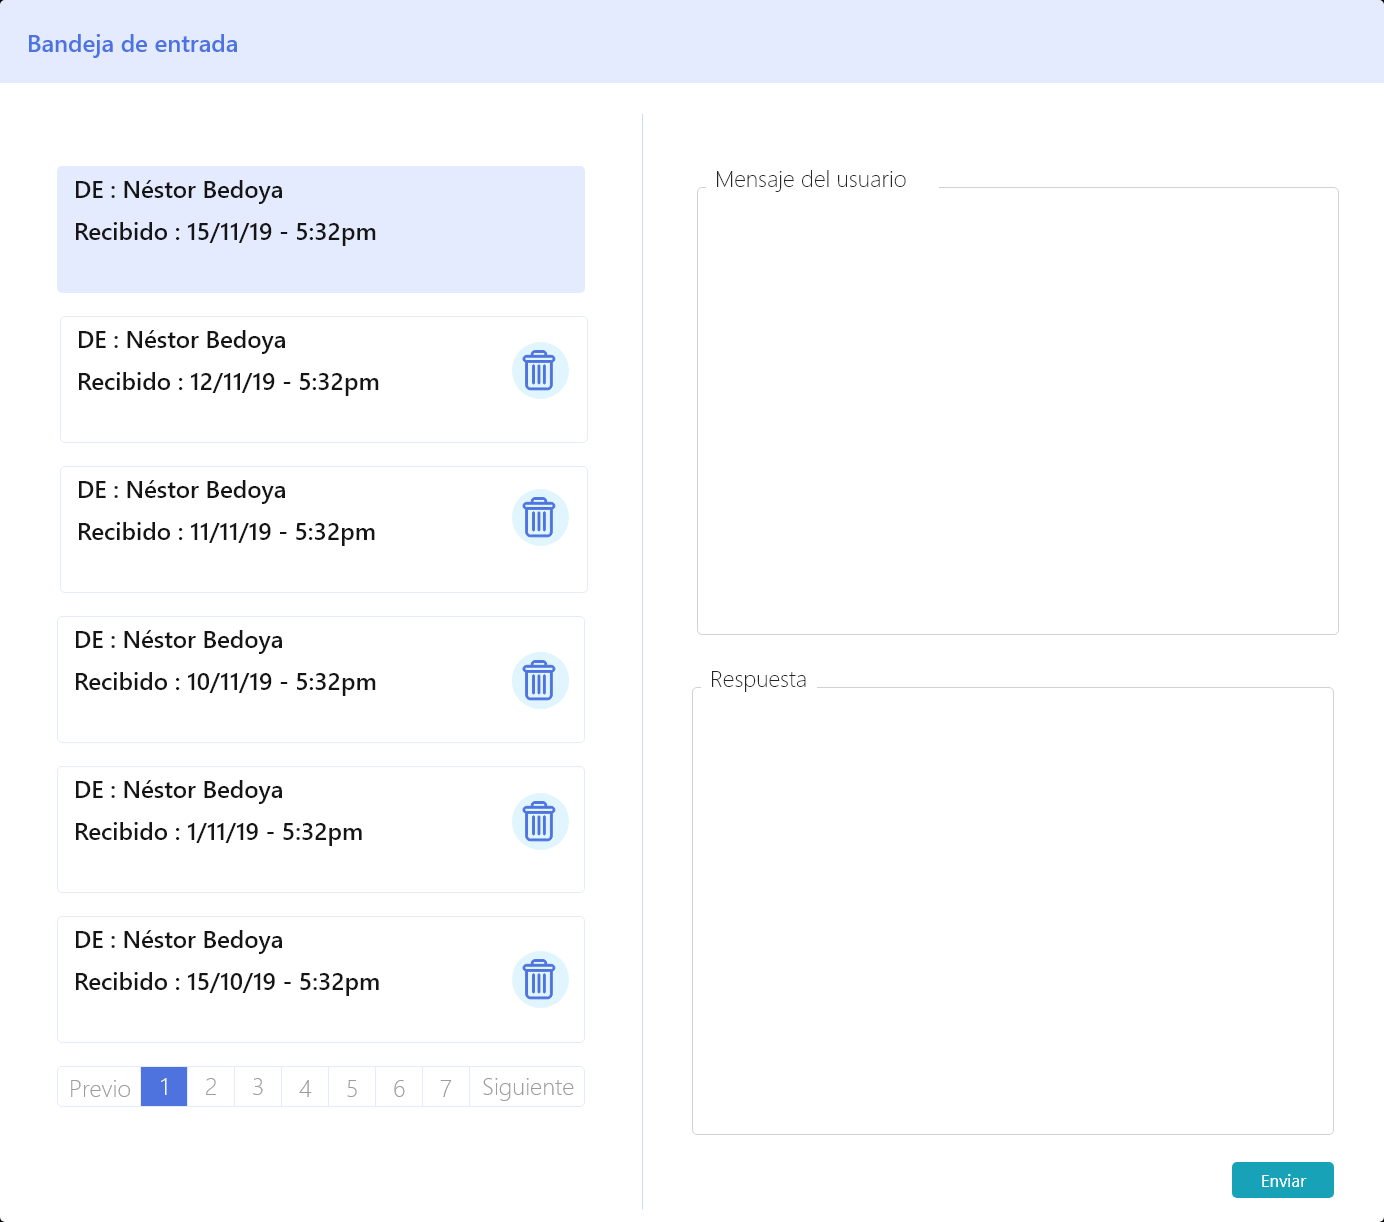 Bandeja de entrada
DE : Néstor Bedoya
Recibido : 15/11/19 - 5:32pm
DE : Néstor Bedoya
Recibido : 12/11/19 - 5:32pm
DE : Néstor Bedoya
Recibido : 11/11/19 - 5:32pm
DE : Néstor Bedoya
Recibido : 10/11/19 - 5:32pm
DE : Néstor Bedoya
Recibido : 1/11/19 - 5:32pm
DE : Néstor Bedoya
Recibido : 15/10/19 - 5:32pm
Previo 1 2 3 4 5 6 7 Siguiente
Mensaje del usuario
Respuesta
Enviar